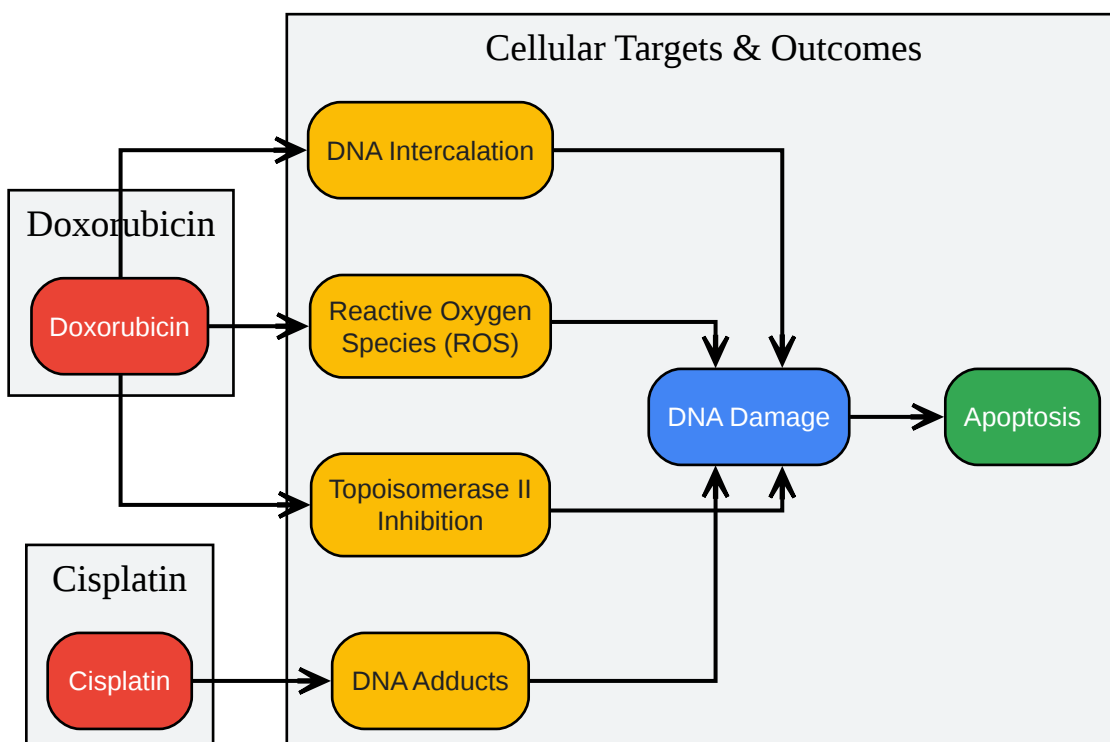 Cellular Targets & Outcomes
DNA Intercalation
Doxorubicin
Doxorubicin
Reactive Oxygen
Species (ROS)
DNA Damage
Apoptosis
Topoisomerase II
Inhibition
Cisplatin
Cisplatin
DNA Adducts